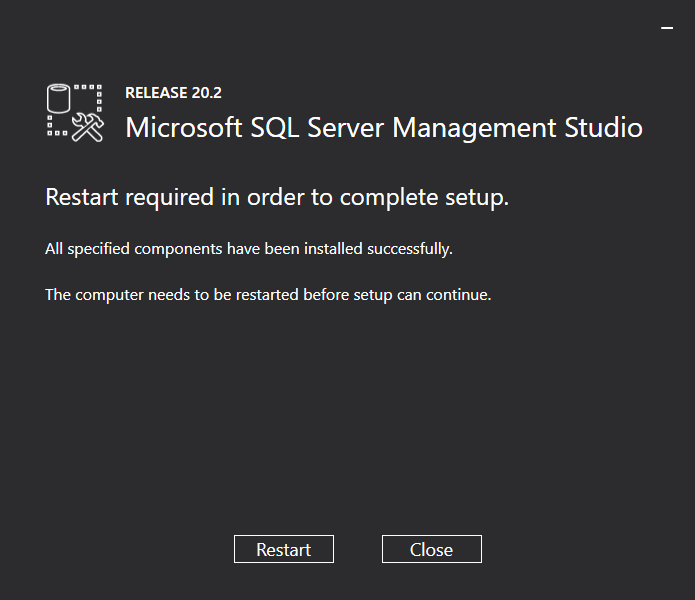 RELEASE 20.2
Microsoft SQL Server Management Studio
Restart required in order to complete setup.
All specified components have been installed successfully.
The computer needs to be restarted before setup can continue.
Restart
Close